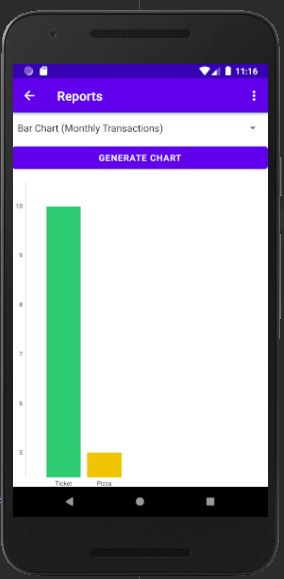 11:16
Reports
Bar Chart (Monthly Transactions)
GENERATE CHART
10
9
8
7
6
5
Ticket Pizza